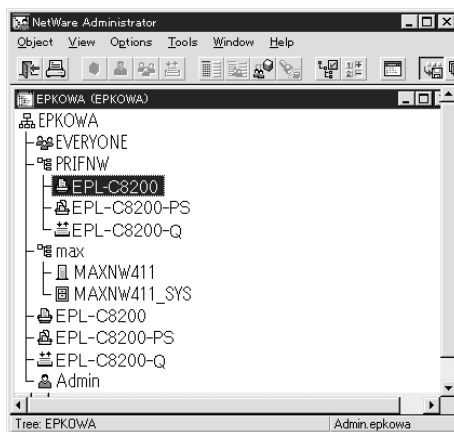 NetWare Administrator
Object View Options Tools Window Help
EPKOWA (EPKOWA)
EPKOWA
EVERYONE
PRIFNW
EPL-C8200
EPL-C8200-PS
EPL-C8200-Q
max
MAXNW411
MAXNW411_SYS
EPL-C8200
EPL-C8200-PS
EPL-C8200-Q
Admin
Tree: EPKOWA Admin.epkowa